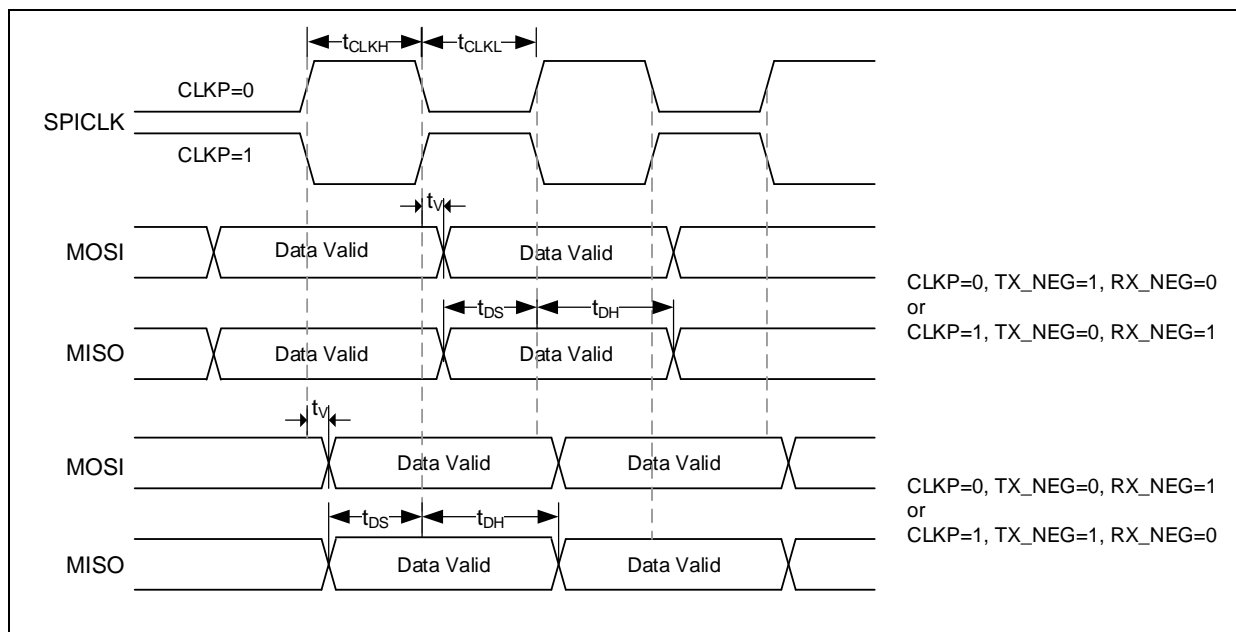 tCLKH
tCLKL
CLKP=0
SPICLK
CLKP=1
tV
MOSI
Data Valid
Data Valid
CLKP=0, TX_NEG=1, RX_NEG=0
or
CLKP=1, TX_NEG=0, RX_NEG=1
tDS
tDH
MISO
Data Valid
Data Valid
tV
MOSI
Data Valid
Data Valid
CLKP=0, TX_NEG=0, RX_NEG=1
or
CLKP=1, TX_NEG=1, RX_NEG=0
tDS
tDH
MISO
Data Valid
Data Valid